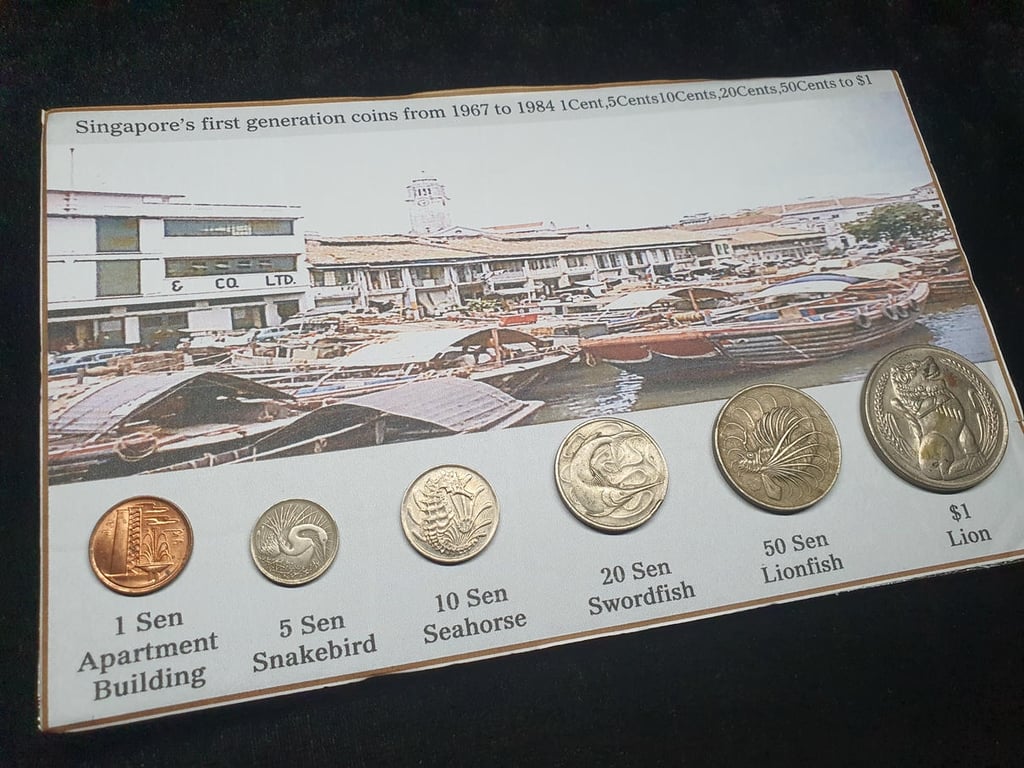 Singapore's first generation coins from 1967 to 1984 1Cent,5Cents10Cents,20Cents,50Cents to $1
& CO. LTD.
1 Sen
Apartment
Building
5 Sen
Snakebird
10 Sen
Seahorse
20 Sen
Swordfish
50 Sen
Lionfish
$1
Lion